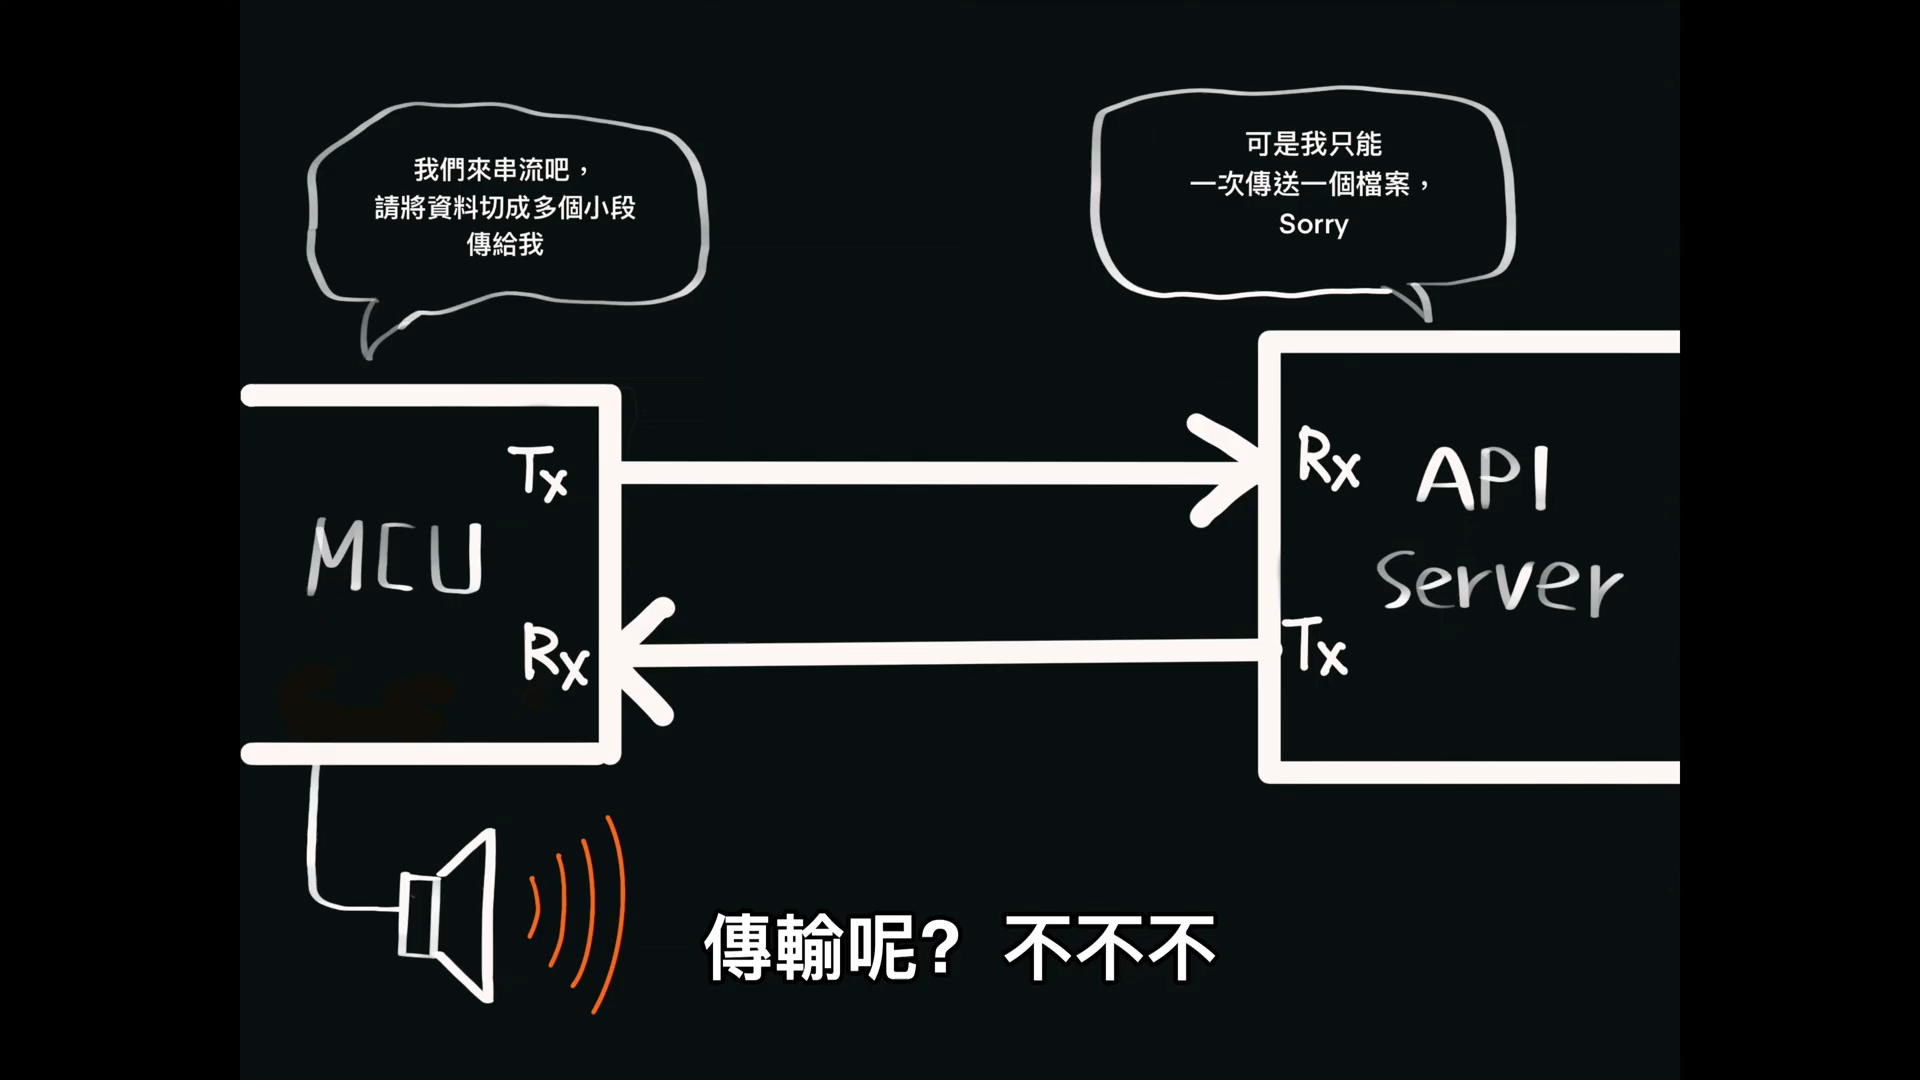 我們來串流吧，
請將資料切成多個小段
傳給我
可是我只能
一次傳送一個檔案，
Sorry
Tx
MCU
Rx
Rx
API
Server
Tx
傳輸呢? 不不不